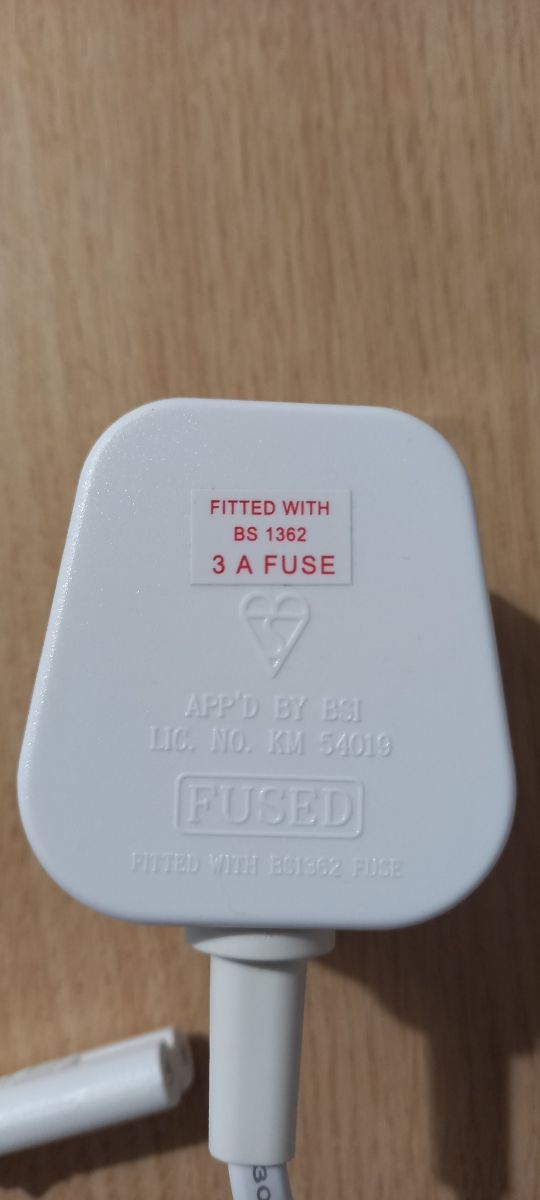 FITTED WITH
BS 1362
3 A FUSE
APP'D BY BSI
LIC. NO. KM 54019
FUSED
FITTED WITH BS1362 FUSE